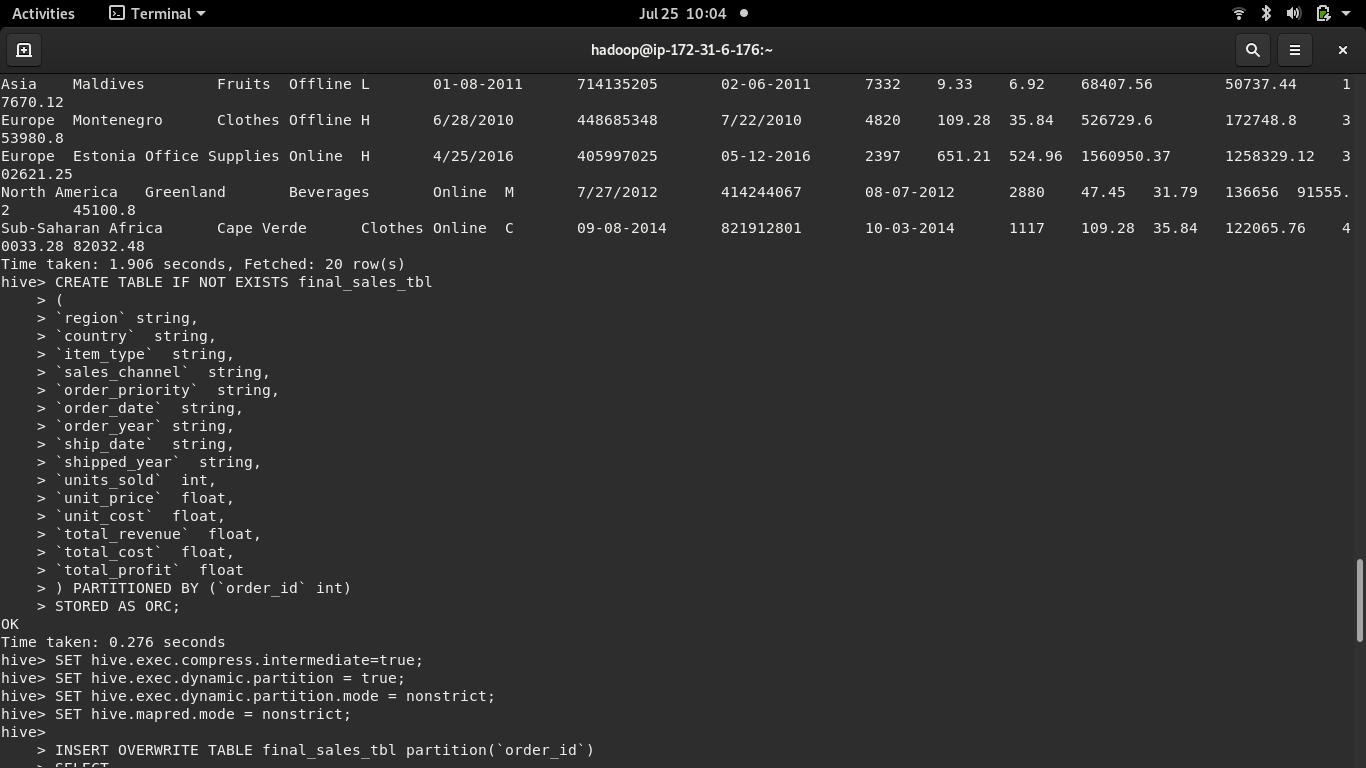 Activities Terminal Jul 25 10:04
hadoop@ip-172-31-6-176:~
Asia Maldives Fruits Offline L 01-08-2011 714135205 02-06-2011 7332 9.33 6.92 68407.56 50737.44 1
7670.12
Europe Montenegro Clothes Offline H 6/28/2010 448685348 7/22/2010 4820 109.28 35.84 526729.6 172748.8 3
53980.8
Europe Estonia Office Supplies Online H 4/25/2016 405997025 05-12-2016 2397 651.21 524.96 1560950.37 1258329.12 3
02621.25
North America Greenland Beverages Online M 7/27/2012 414244067 08-07-2012 2880 47.45 31.79 136656 91555.
2 45100.8
Sub-Saharan Africa Cape Verde Clothes Online C 09-08-2014 821912801 10-03-2014 1117 109.28 35.84 122065.76 4
0033.28 82032.48
Time taken: 1.906 seconds, Fetched: 20 row(s)
hive> CREATE TABLE IF NOT EXISTS final_sales_tbl
> (
> `region` string,
> `country` string,
> `item_type` string,
> `sales_channel` string,
> `order_priority` string,
> `order_date` string,
> `order_year` string,
> `ship_date` string,
> `shipped_year` string,
> `units_sold` int,
> `unit_price` float,
> `unit_cost` float,
> `total_revenue` float,
> `total_cost` float,
> `total_profit` float
> ) PARTITIONED BY (`order_id` int)
> STORED AS ORC;
OK
Time taken: 0.276 seconds
hive> SET hive.exec.compress.intermediate=true;
hive> SET hive.exec.dynamic.partition = true;
hive> SET hive.exec.dynamic.partition.mode = nonstrict;
hive> SET hive.mapred.mode = nonstrict;
hive>
> INSERT OVERWRITE TABLE final_sales_tbl partition(`order_id`)
> SELECT